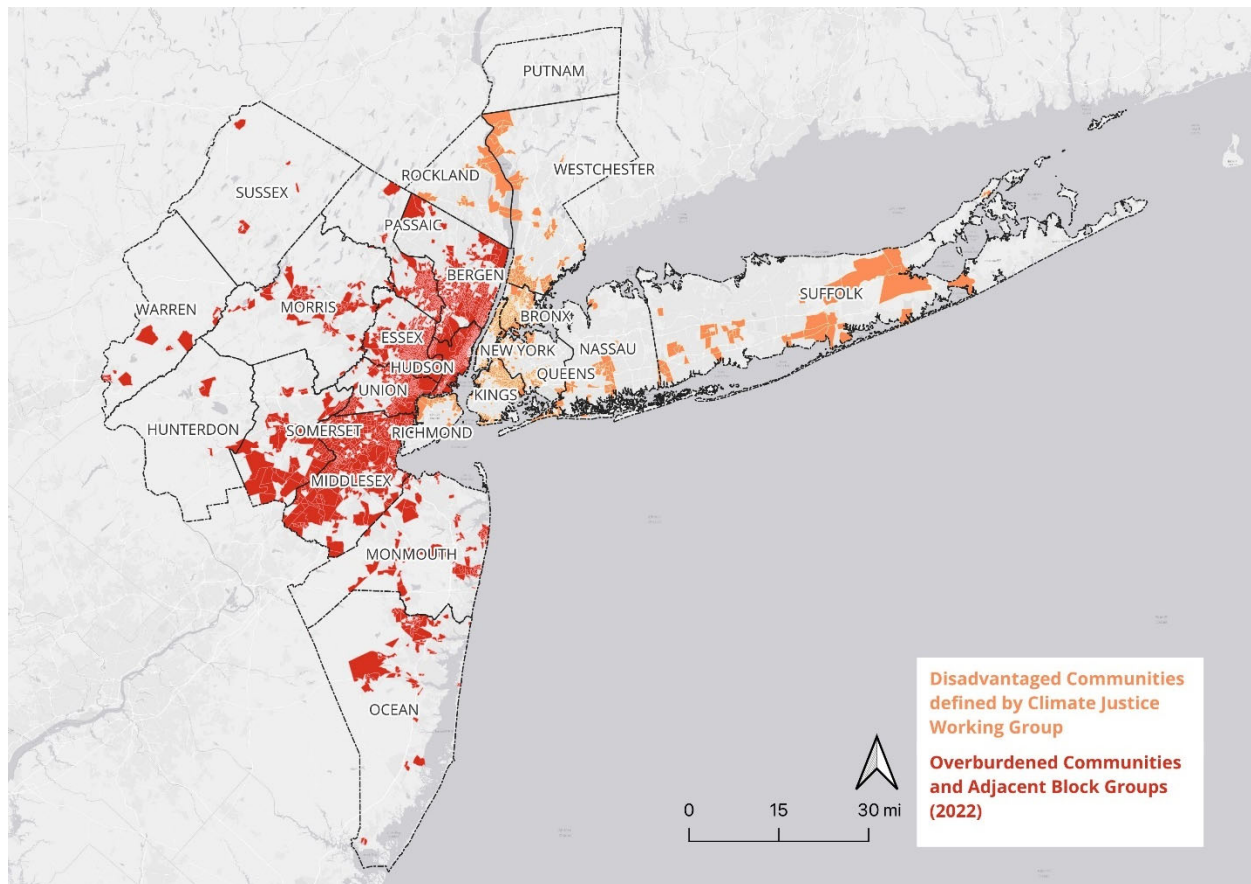 PUTNAM
WESTCHESTER
ROCKLAND
SUSSEX
PASSAIC
BERGEN
SUFFOLK
WARREN
MORRIS
BRONX
ESSEX
NEW YORK
NASSAU
HUDSON
QUEENS
UNION
KINGS
HUNTERDON
SOMERSET
RICHMOND
MIDDLESEX
MONMOUTH
OCEAN
Disadvantaged Communities
defined by Climate Justice
Working Group
Overburdened Communities
and Adjacent Block Groups
(2022)
0 15 30 mi